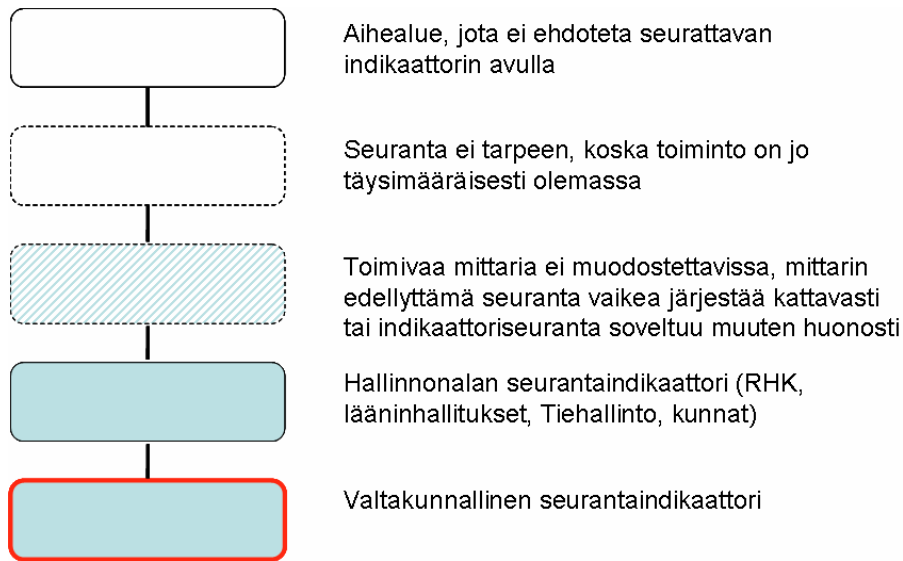 Aihealue, jota ei ehdoteta seurattavan
indikaattorin avulla
Seuranta ei tarpeen, koska toiminto on jo
täysimääräisesti olemassa
Toimivaa mittaria ei muodostettavissa, mittarin
edellyttämä seuranta vaikea järjestää kattavasti
tai indikaattoriseuranta soveltuu muuten huonosti
Hallinnonalan seurantaindikaattori (RHK,
lääninhallitukset, Tiehallinto, kunnat)
Valtakunnallinen seurantaindikaattori